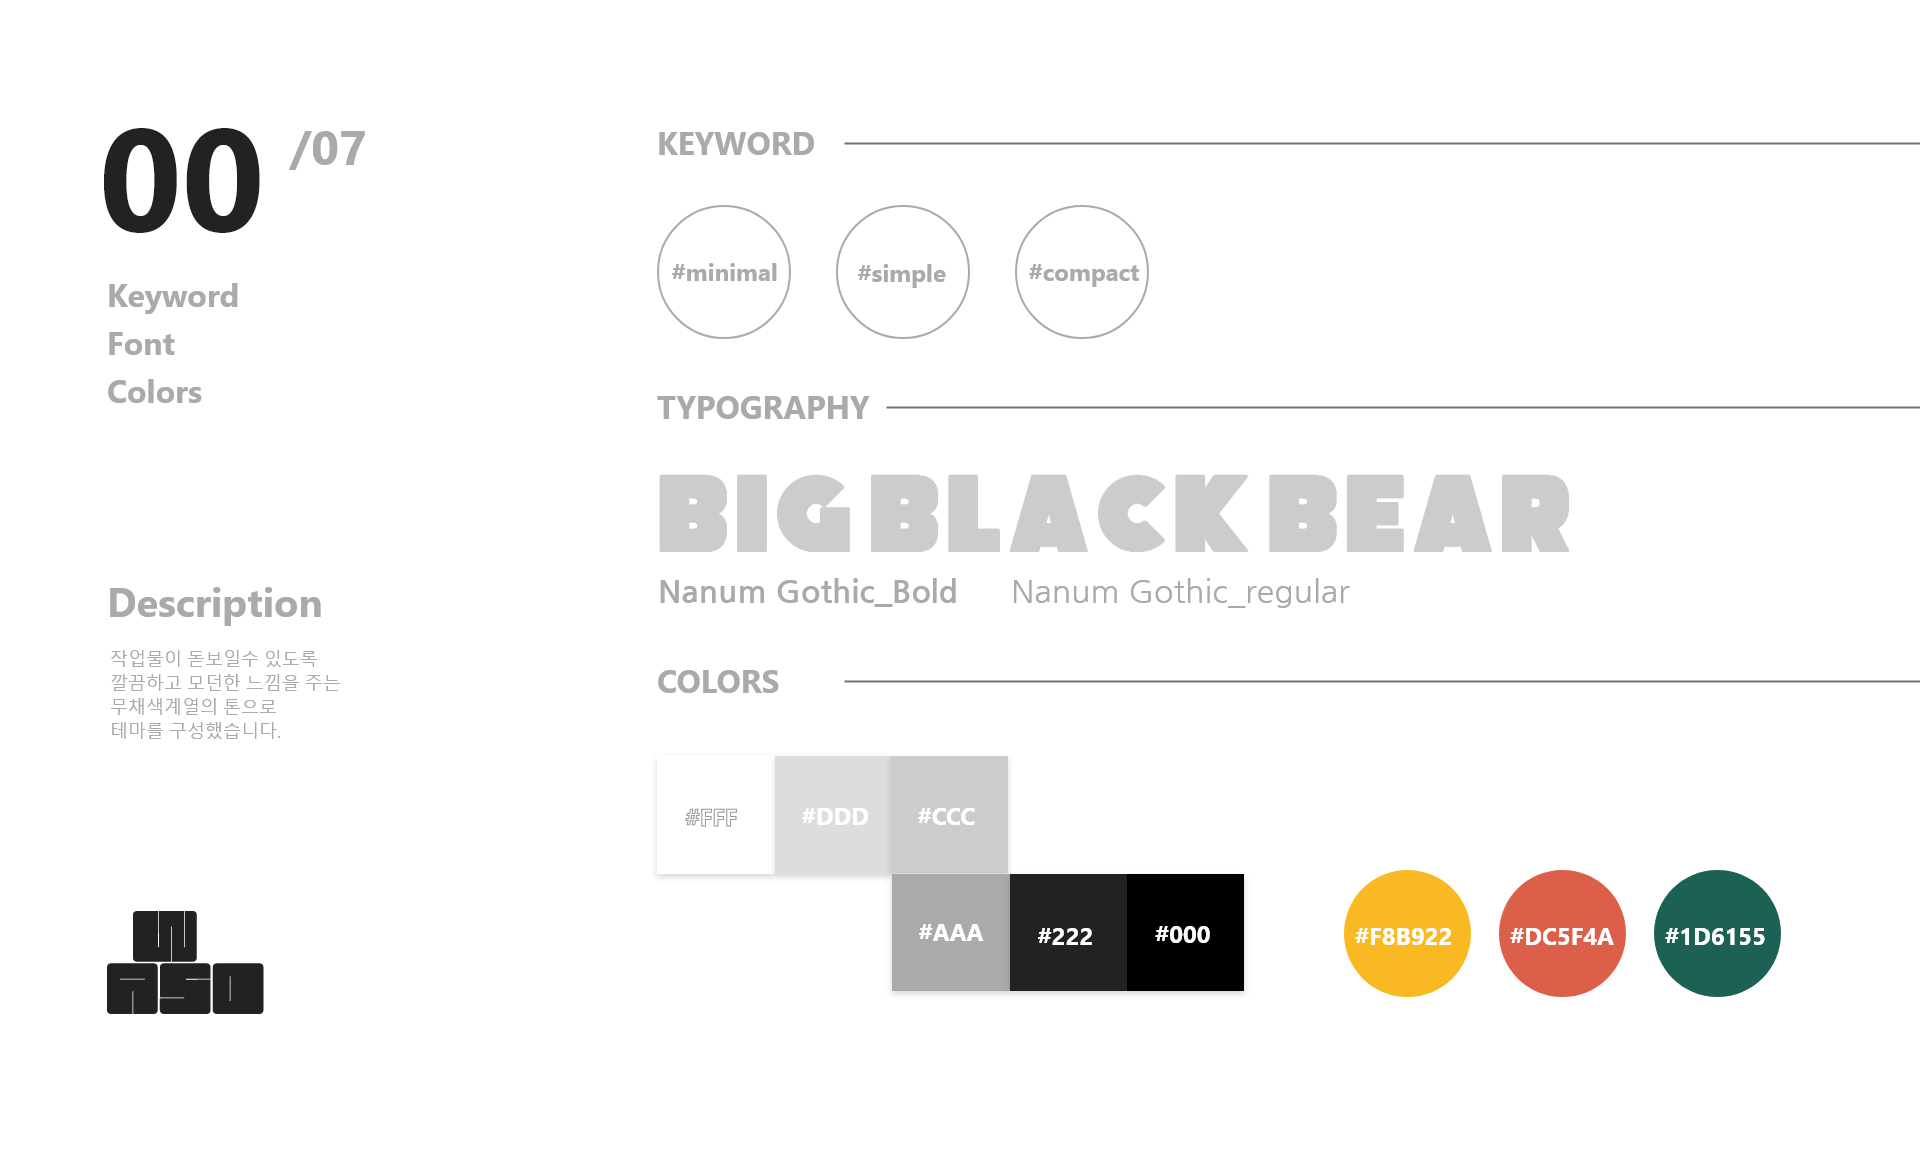 00 /07
Keyword
Font
Colors
Description
작업물이 돋보일수 있도록
깔끔하고 모던한 느낌을 주는
무채색계열의 톤으로
테마를 구성했습니다.
KEYWORD
#minimal #simple #compact
TYPOGRAPHY
BIG BLACK BEAR
Nanum Gothic_Bold Nanum Gothic_regular
COLORS
#FFF #DDD #CCC
#AAA #222 #000
#F8B922 #DC5F4A #1D6155